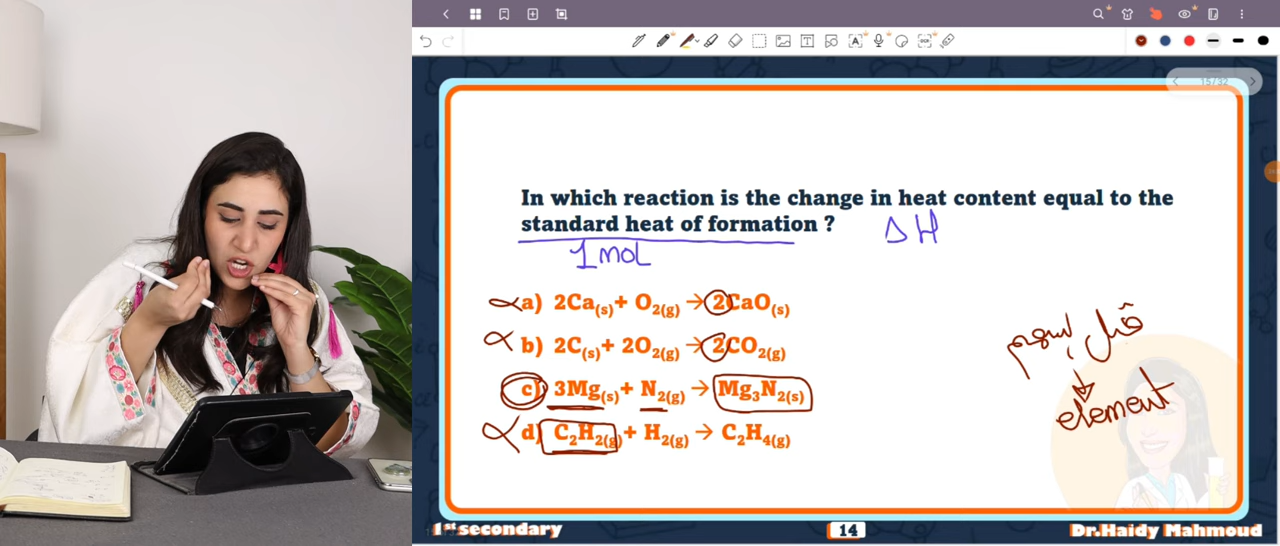 15/32
In which reaction is the change in heat content equal to the
standard heat of formation ?
ΔH
1 mol
a) 2Ca(s)+ O2(g) → 2CaO(s)
b) 2C(s)+ 2O2(g) → 2CO2(g)
c) 3Mg(s)+ N2(g) → Mg3N2(s)
d) C2H2(g)+ H2(g) → C2H4(g)
قبل السهم
element
1st secondary
14
Dr.Haidy Mahmoud